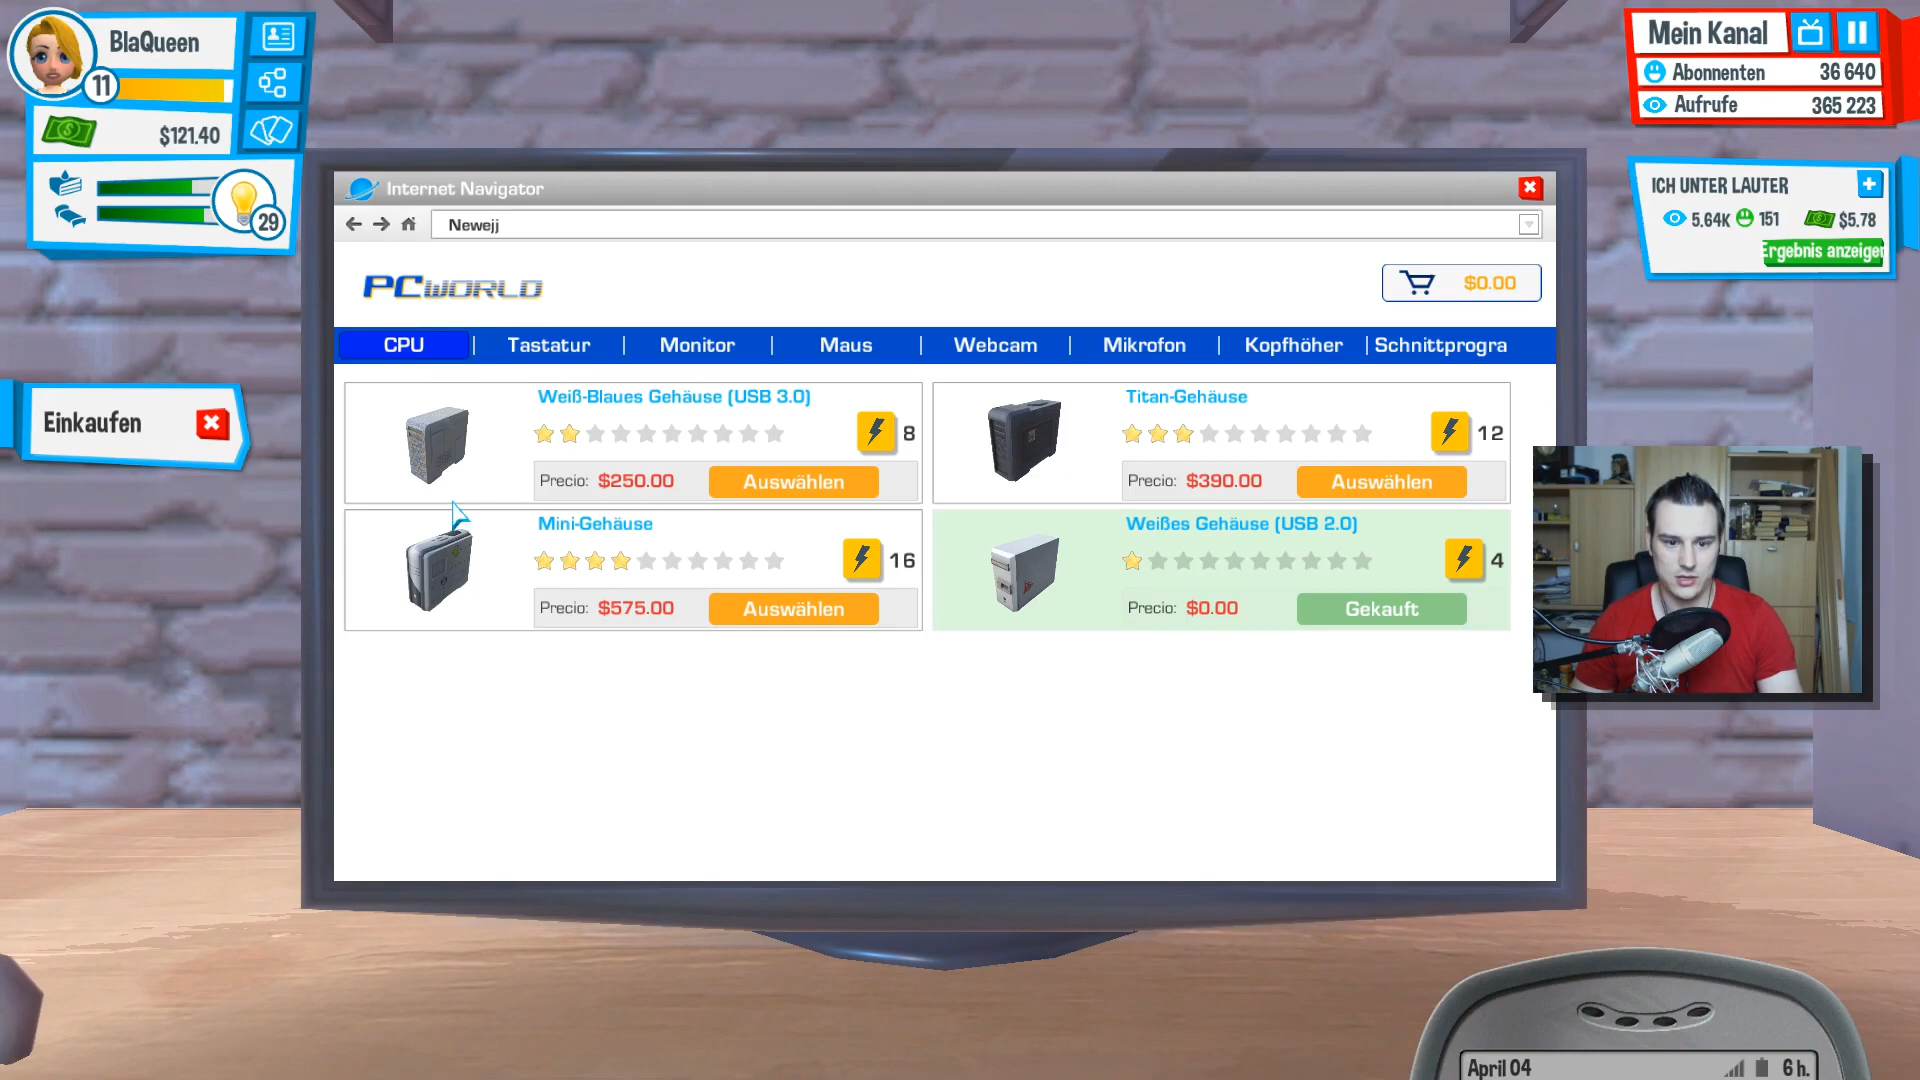 BlaQueen
11
$121.40
29
Mein Kanal
Abonnenten 36 640
Aufrufe 365 223
ICH UNTER LAUTER
5.64K 151 $5.78
Ergebnis anzeigen
Einkaufen
Internet Navigator
Newejj
PC WORLD
$0.00
CPU Tastatur Monitor Maus Webcam Mikrofon Kopfhöher Schnittprogra
Weiß-Blaues Gehäuse (USB 3.0)
8
Precio: $250.00 Auswählen
Titan-Gehäuse
12
Precio: $390.00 Auswählen
Mini-Gehäuse
16
Precio: $575.00 Auswählen
Weißes Gehäuse (USB 2.0)
4
Precio: $0.00 Gekauft
April 04 6 h.